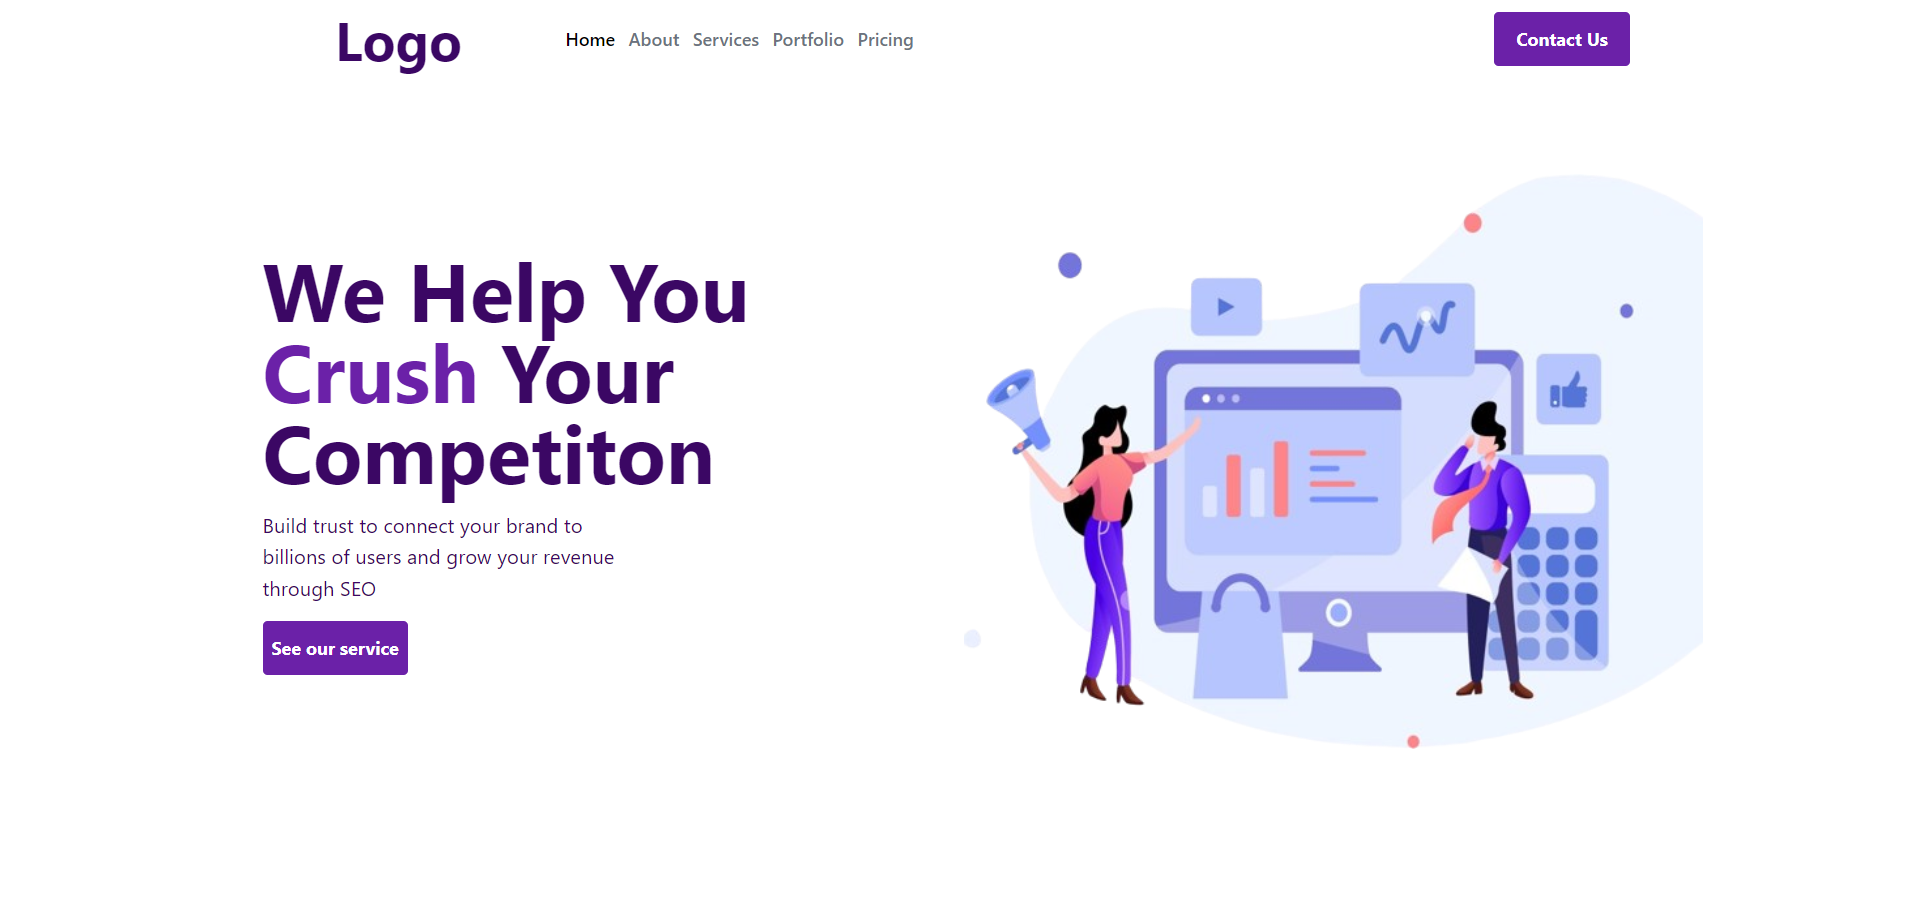 Logo
Home About Services Portfolio Pricing
Contact Us
We Help You
Crush Your
Competiton
Build trust to connect your brand to
billions of users and grow your revenue
through SEO
See our service